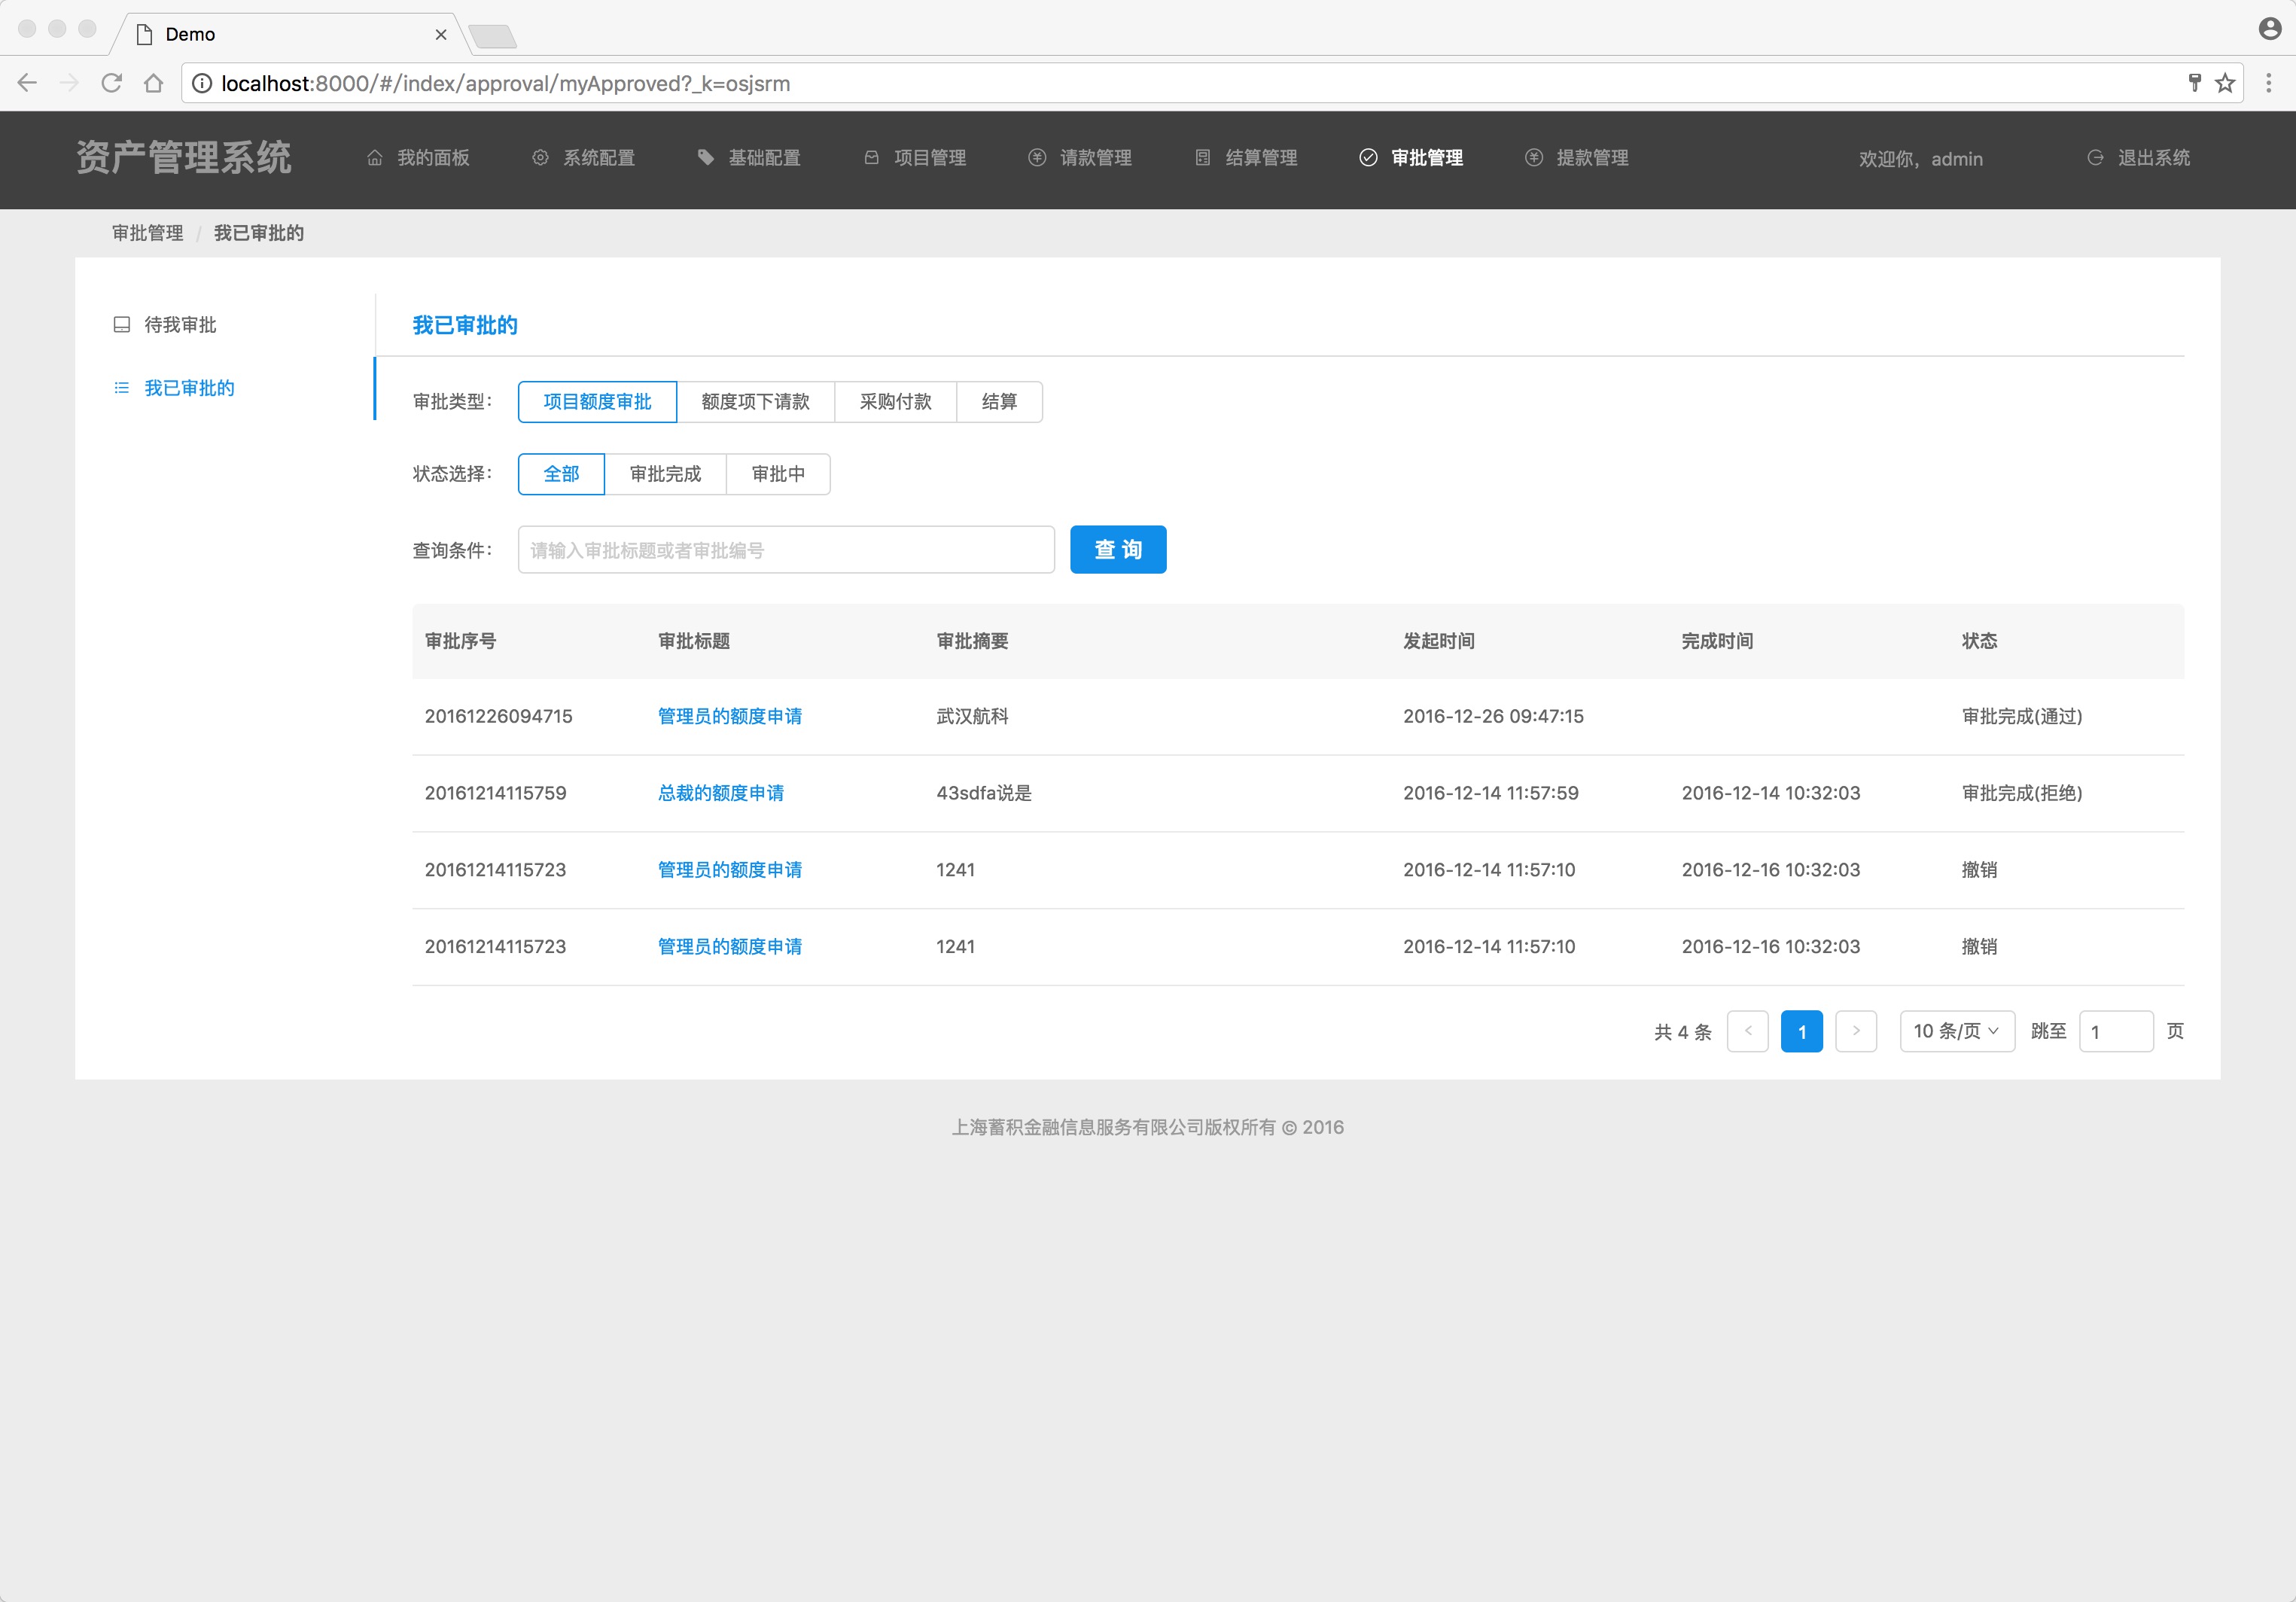 Demo
localhost:8000/#/index/approval/myApproved?_k=osjsrm
资产管理系统 我的面板 系统配置 基础配置 项目管理 请款管理 结算管理 审批管理 提款管理 欢迎你，admin 退出系统
审批管理 / 我已审批的
待我审批
我已审批的
我已审批的
审批类型： 项目额度审批 额度项下请款 采购付款 结算
状态选择： 全部 审批完成 审批中
查询条件： 请输入审批标题或者审批编号 查 询
审批序号 审批标题 审批摘要 发起时间 完成时间 状态
20161226094715 管理员的额度申请 武汉航科 2016-12-26 09:47:15 审批完成(通过)
20161214115759 总裁的额度申请 43sdfa说是 2016-12-14 11:57:59 2016-12-14 10:32:03 审批完成(拒绝)
20161214115723 管理员的额度申请 1241 2016-12-14 11:57:10 2016-12-16 10:32:03 撤销
20161214115723 管理员的额度申请 1241 2016-12-14 11:57:10 2016-12-16 10:32:03 撤销
共 4 条 < 1 > 10 条/页 跳至 1 页
上海蓄积金融信息服务有限公司版权所有 © 2016